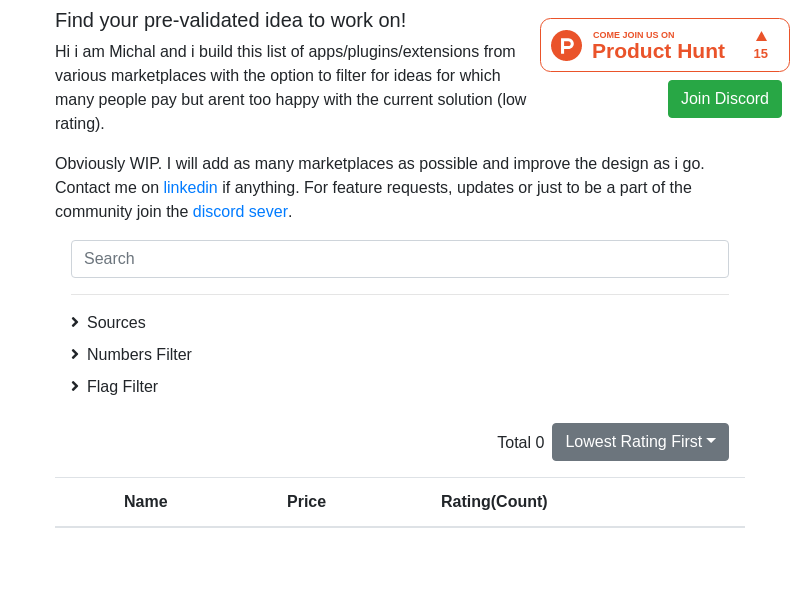 Find your pre-validated idea to work on!
Hi i am Michal and i build this list of apps/plugins/extensions from
various marketplaces with the option to filter for ideas for which
many people pay but arent too happy with the current solution (low
rating).
COME JOIN US ON
Product Hunt
15
Join Discord
Obviously WIP. I will add as many marketplaces as possible and improve the design as i go.
Contact me on linkedin if anything. For feature requests, updates or just to be a part of the
community join the discord sever.
Search
Sources
Numbers Filter
Flag Filter
Total 0 Lowest Rating First
Name Price Rating(Count)